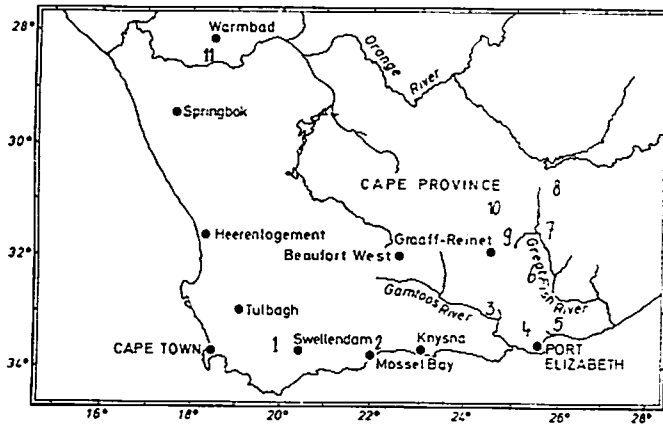 28°
Warmbad
11
Orange
River
Springbok
30°
CAPE PROVINCE
8
10
Heerenlogement
Graaff-Reinet
9
7
32°
Beaufort West
6
Great Fish River
Gamtoos River
3
Tulbagh
4
5
CAPE TOWN
1
Swellendam
2
Knysna
PORT
ELIZABETH
34°
Mossel Bay
16°
18°
20°
22°
24°
26°
28°